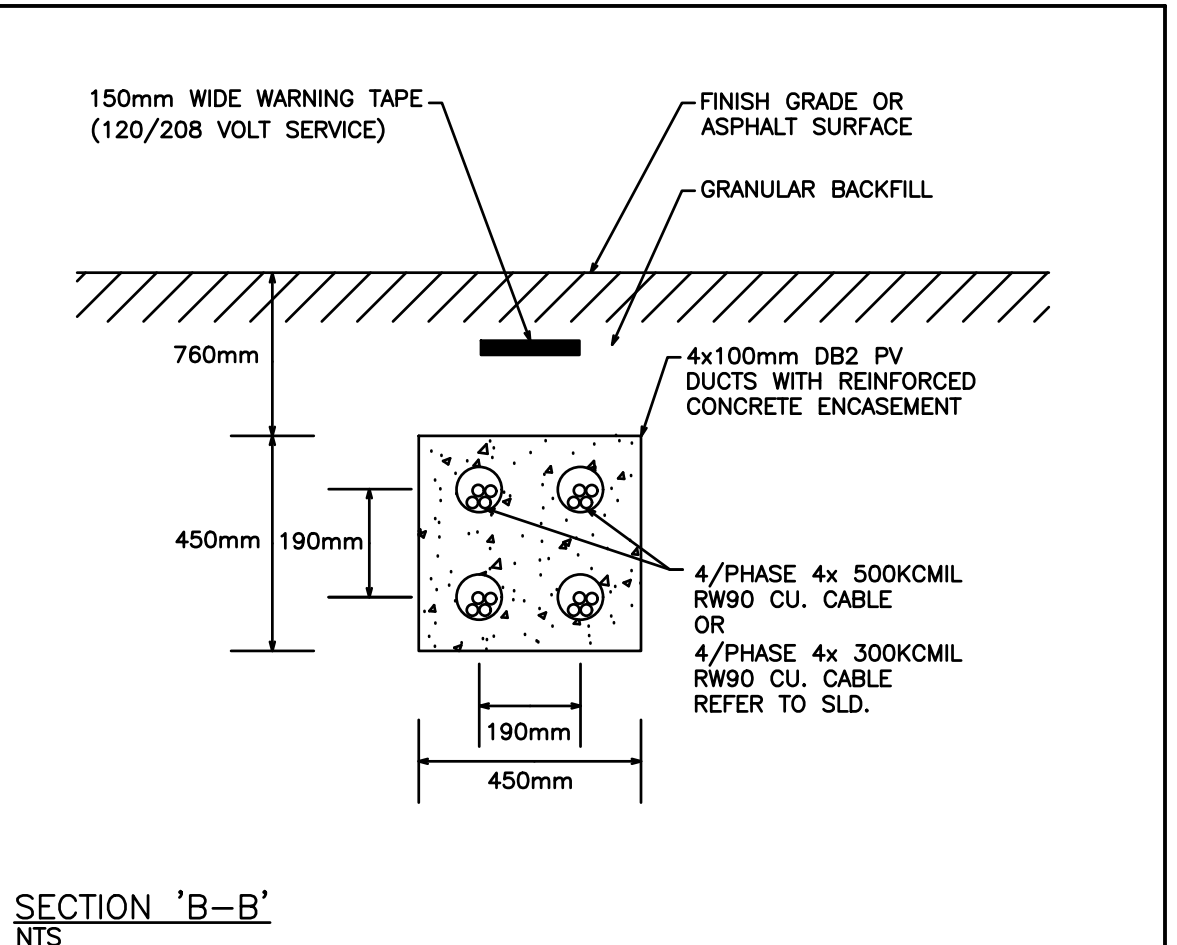 150mm WIDE WARNING TAPE
(120/208 VOLT SERVICE)
FINISH GRADE OR
ASPHALT SURFACE
GRANULAR BACKFILL
760mm
4x100mm DB2 PV
DUCTS WITH REINFORCED
CONCRETE ENCASEMENT
450mm
190mm
4/PHASE 4x 500KCMIL
RW90 CU. CABLE
OR
4/PHASE 4x 300KCMIL
RW90 CU. CABLE
REFER TO SLD.
190mm
450mm
SECTION 'B-B'
NTS